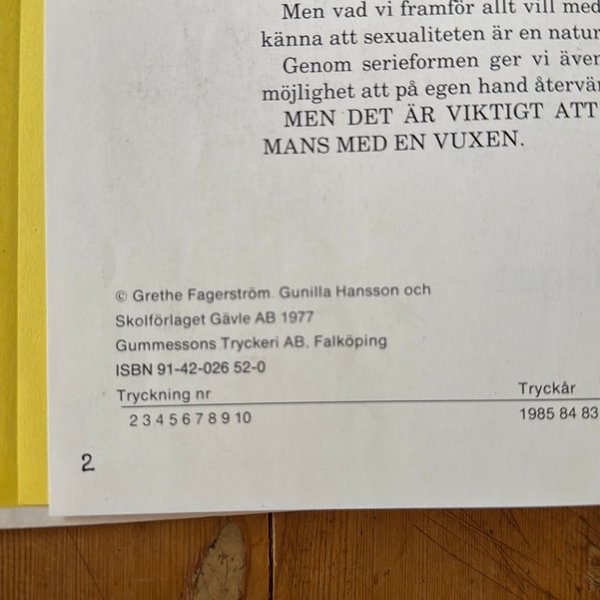 Men vad vi framför allt vill med
känna att sexualiteten är en natur
Genom serieformen ger vi även
möjlighet att på egen hand återvän
MEN DET ÄR VIKTIGT ATT
MANS MED EN VUXEN.
© Grethe Fagerström. Gunilla Hansson och
Skolförlaget Gävle AB 1977
Gummessons Tryckeri AB, Falköping
ISBN 91-42-026 52-0
Tryckning nr Tryckår
2 3 4 5 6 7 8 9 10 1985 84 83
2